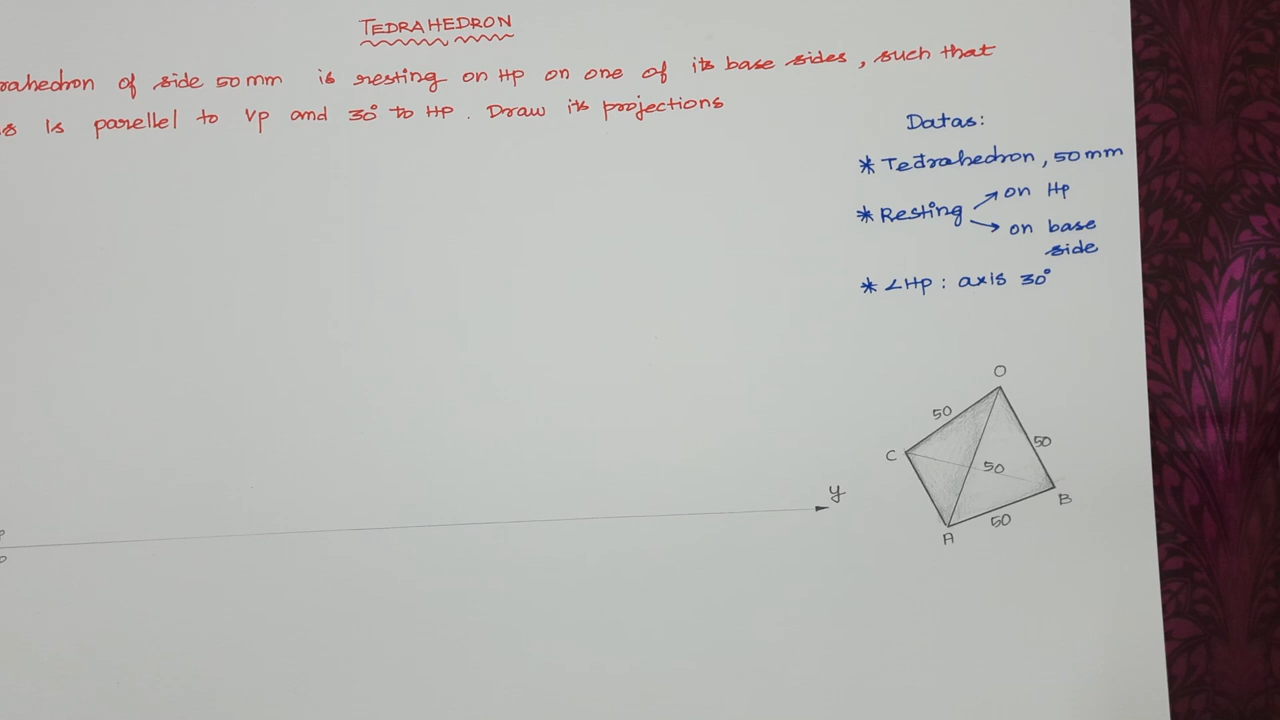 TEDRAHEDRON
rahedron of side 50 mm is resting on Hp on one of its base sides, such that
is parellel to Vp and 30° to HP. Draw its projections
Datas:
* Tedrahedron, 50mm
* Resting → on Hp
→ on base
side
* ∠Hp: axis 30°
O
50
50
C
50
y
B
50
A